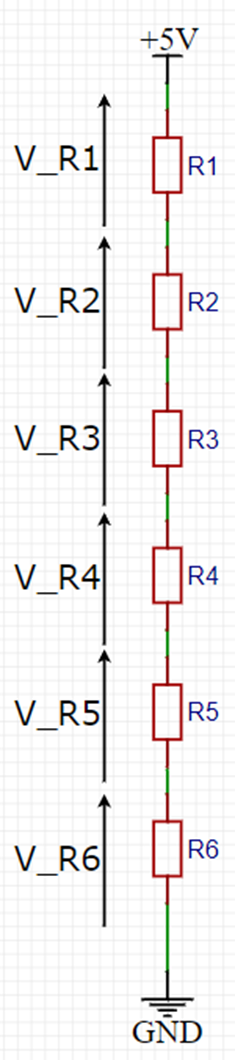 +5V
V_R1 R1
V_R2 R2
V_R3 R3
V_R4 R4
V_R5 R5
V_R6 R6
GND